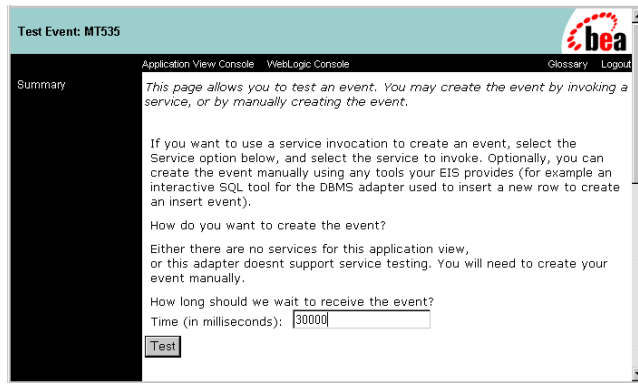 Test Event: MT535
bea
Application View Console WebLogic Console Glossary Logout
Summary
This page allows you to test an event. You may create the event by invoking a
service, or by manually creating the event.
If you want to use a service invocation to create an event, select the
Service option below, and select the service to invoke. Optionally, you can
create the event manually using any tools your EIS provides (for example an
interactive SQL tool for the DBMS adapter used to insert a new row to create
an insert event).
How do you want to create the event?
Either there are no services for this application view,
or this adapter doesnt support service testing. You will need to create your
event manually.
How long should we wait to receive the event?
Time (in milliseconds): 30000
Test